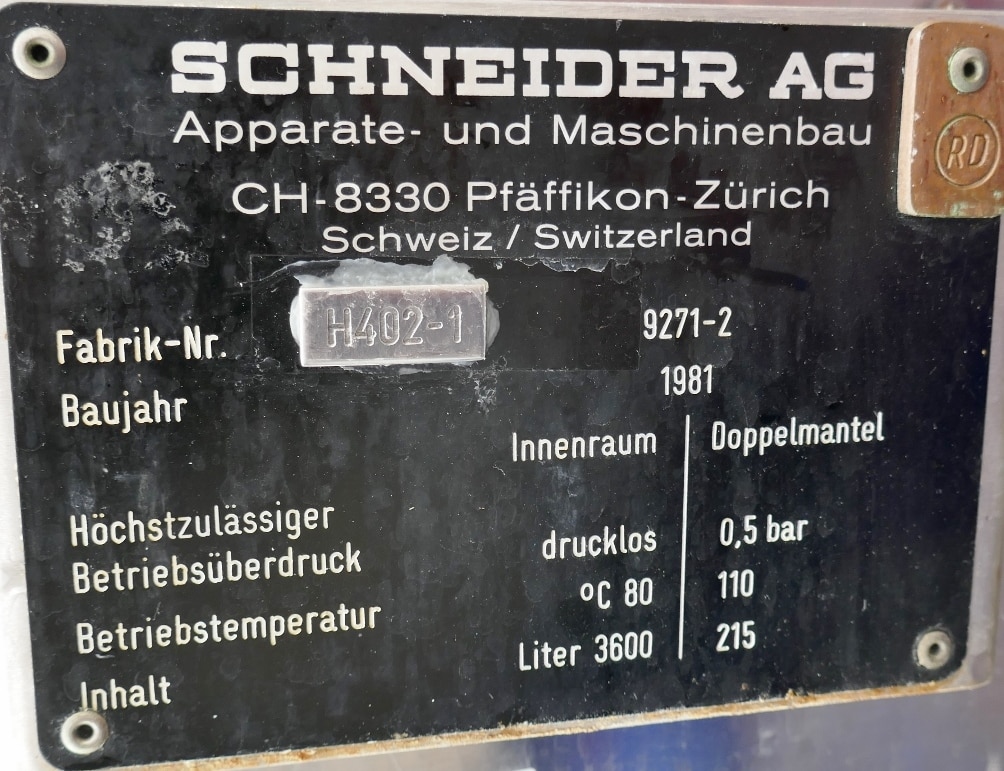 SCHNEIDER AG
RD
Apparate- und Maschinenbau
CH-8330 Pfäffikon-Zürich
Schweiz / Switzerland
Fabrik-Nr. H402-1 9271-2
Baujahr 1981
Innenraum Doppelmantel
Höchstzulässiger
Betriebsüberdruck drucklos 0,5 bar
Betriebstemperatur °C 80 110
Inhalt Liter 3600 215